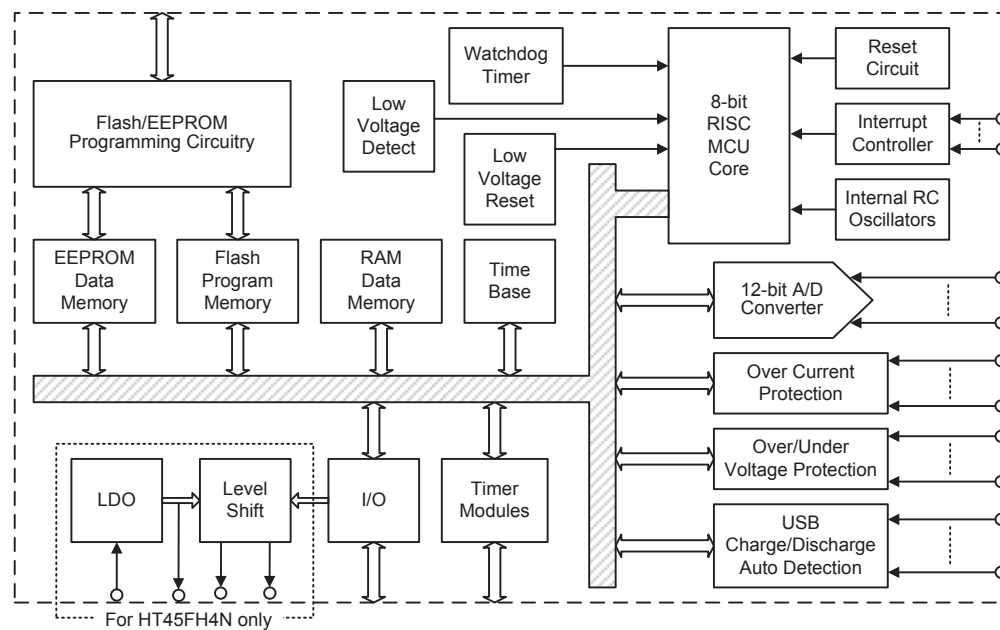 Flash/EEPROM
Programming Circuitry
Watchdog
Timer
Low
Voltage
Detect
Low
Voltage
Reset
8-bit
RISC
MCU
Core
Reset
Circuit
Interrupt
Controller
Internal RC
Oscillators
EEPROM
Data
Memory
Flash
Program
Memory
RAM
Data
Memory
Time
Base
12-bit A/D
Converter
Over Current
Protection
Over/Under
Voltage Protection
USB
Charge/Discharge
Auto Detection
LDO
Level
Shift
I/O
Timer
Modules
For HT45FH4N only